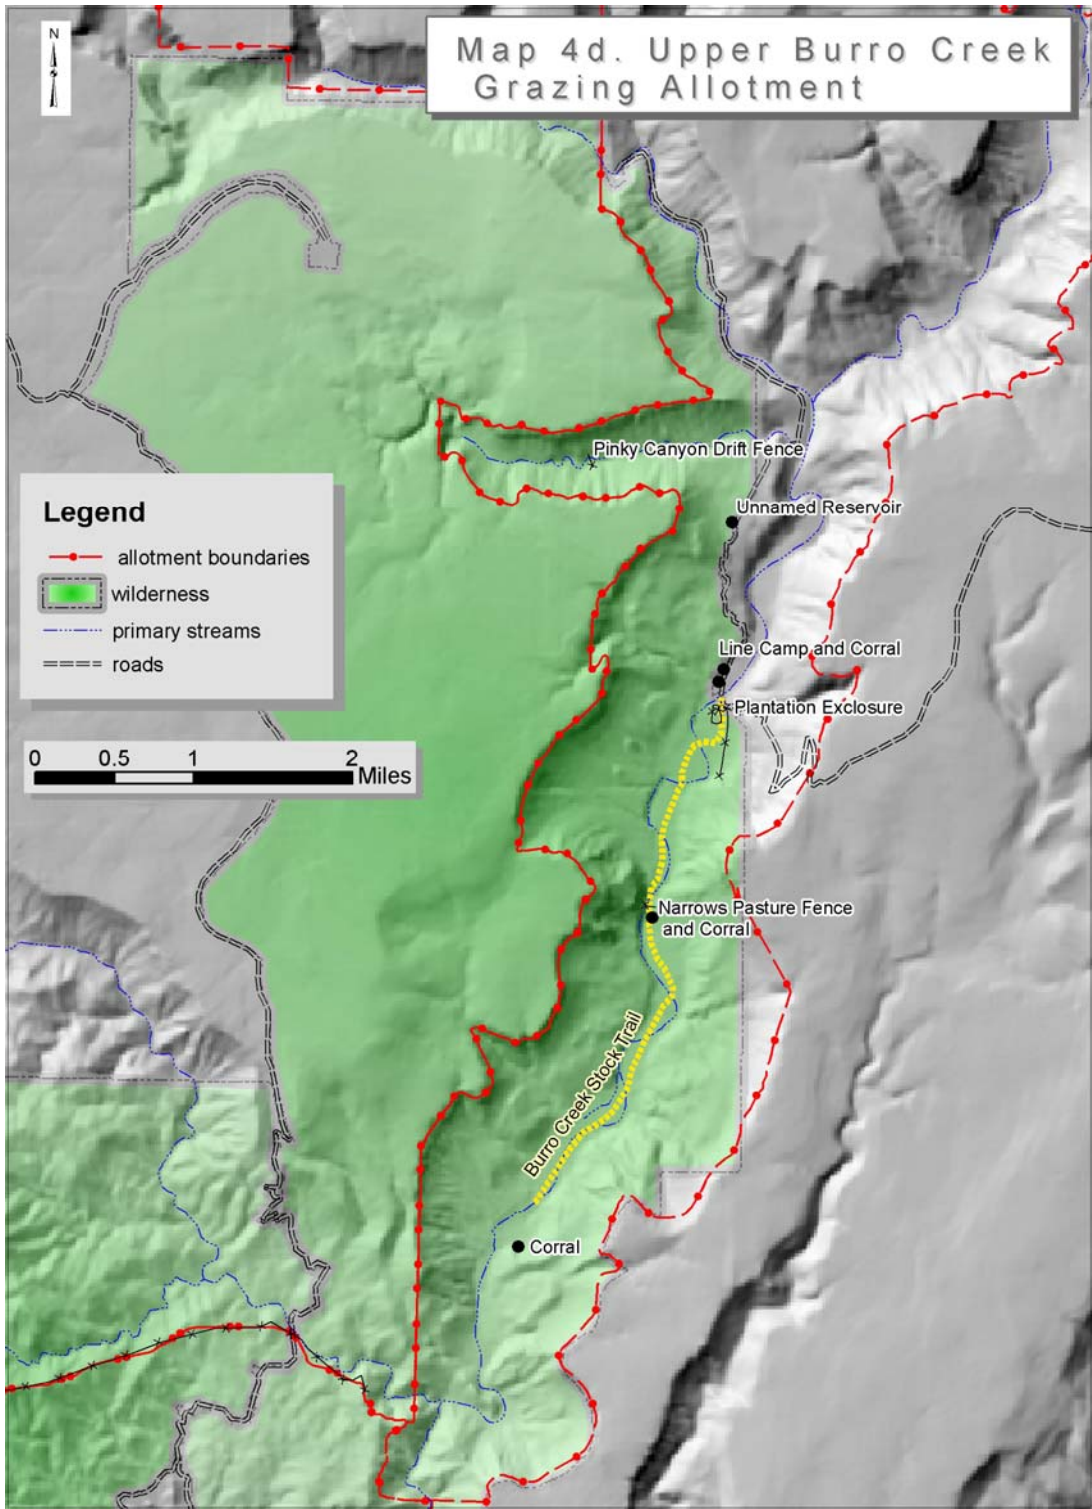 N
Map 4d. Upper Burro Creek
Grazing Allotment
Pinky Canyon Drift Fence
Legend
allotment boundaries
wilderness
primary streams
roads
Unnamed Reservoir
Line Camp and Corral
Plantation Exclosure
0 0.5 1 2
Miles
Narrows Pasture Fence
and Corral
Burro Creek Stock Trail
Corral